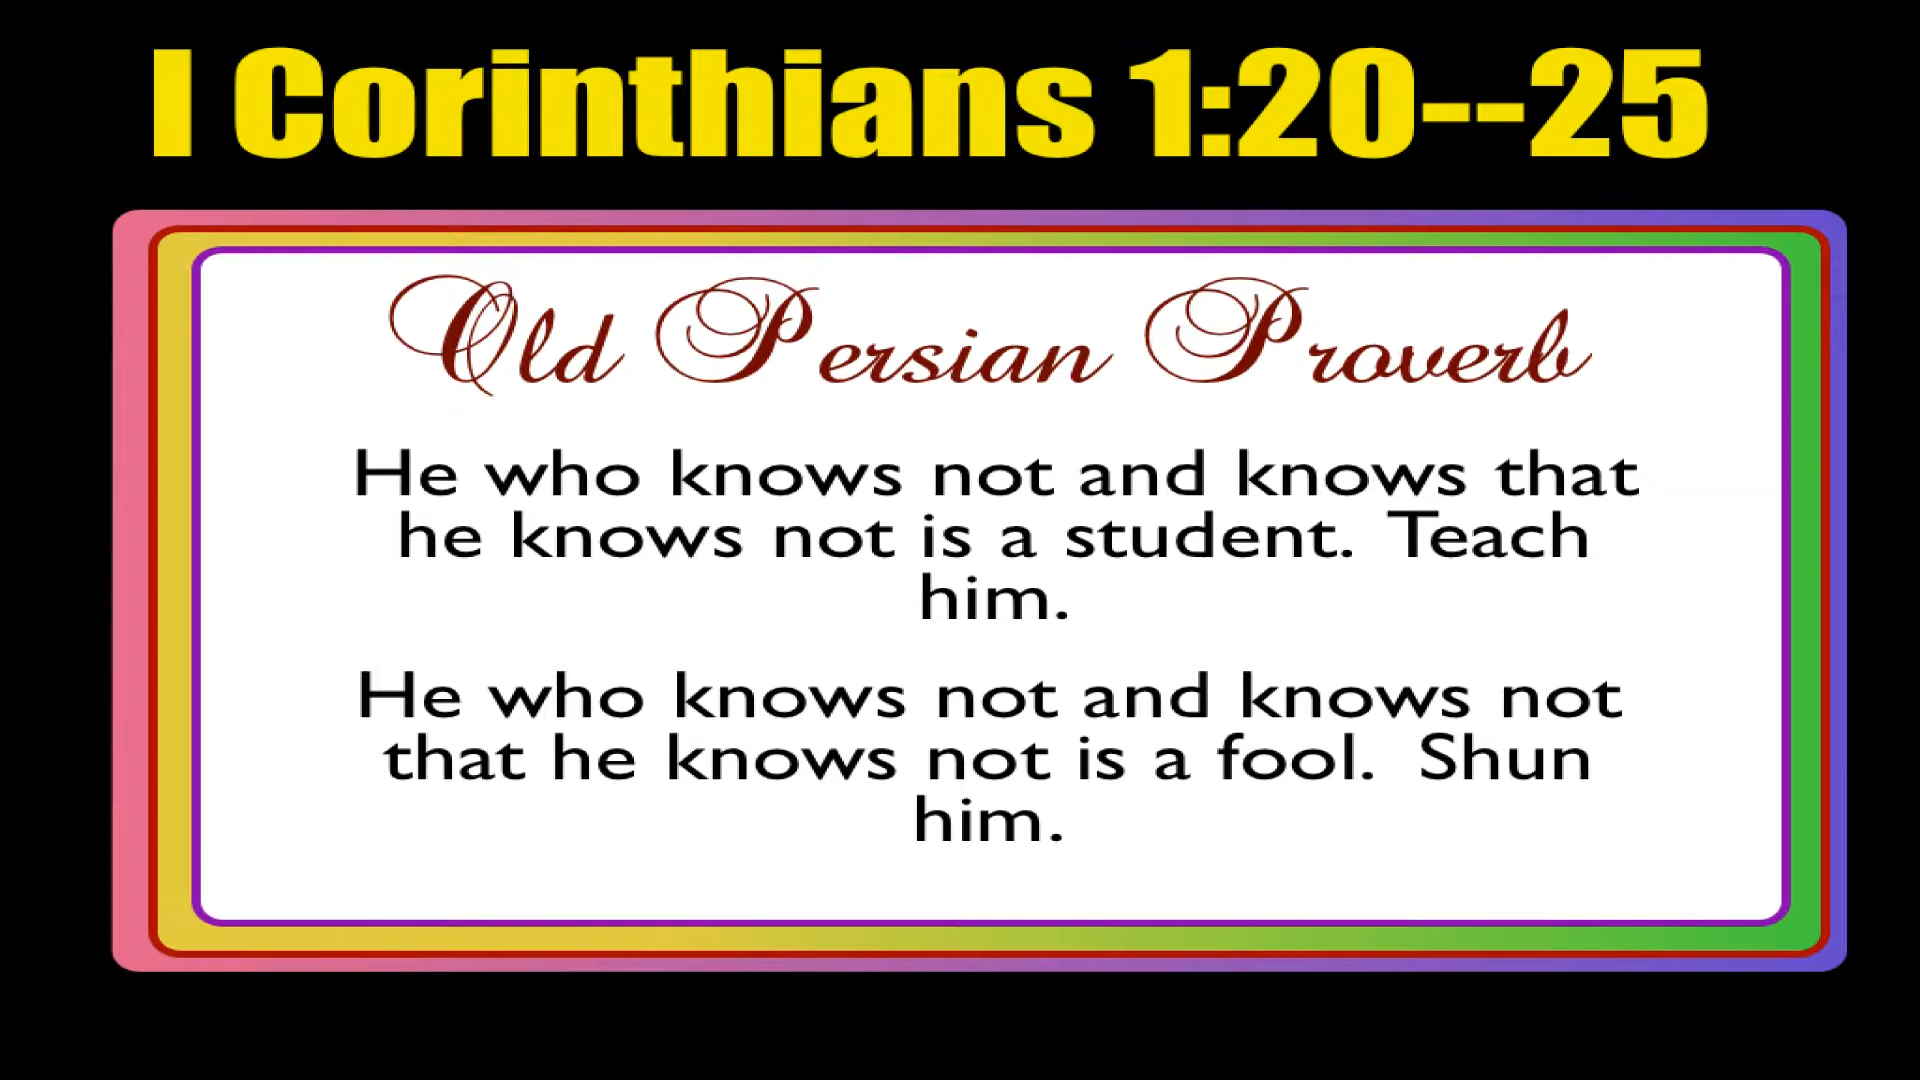 I Corinthians 1:20--25
Old Persian Proverb
He who knows not and knows that
he knows not is a student. Teach
him.
He who knows not and knows not
that he knows not is a fool. Shun
him.